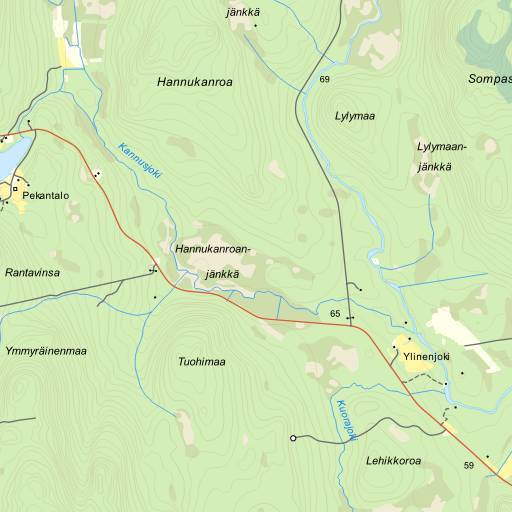 jänkkä
Hannukanroa
69
Sompas
Lylymaa
Kannusjoki
Lylymaan-
jänkkä
Pekantalo
Hannukanroan-
jänkkä
Rantavinsa
65
Ymmyräinenmaa
Tuohimaa
Ylinenjoki
Kuorajoki
Lehikkoroa
59